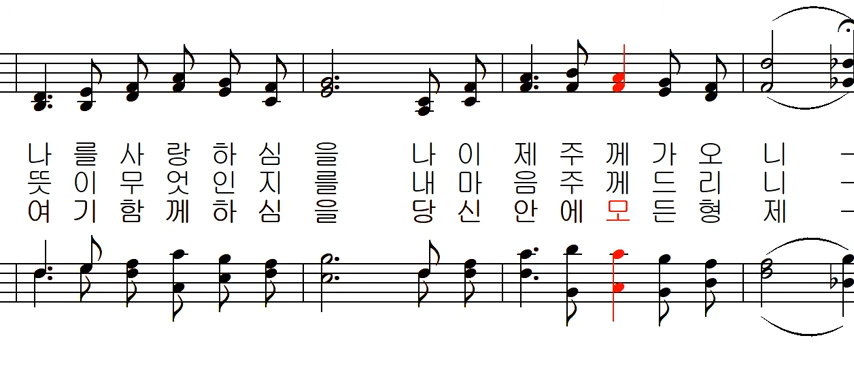 나를사랑하심을 나이제주께가오니 -
뜻이무엇인지를 내마음주께드리니 -
여기함께하심을 당신안에모든형제 -